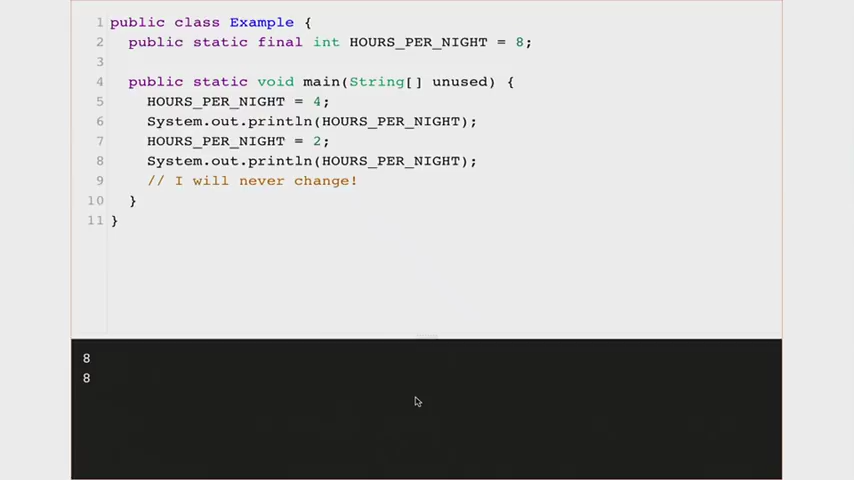 1 public class Example {
2 public static final int HOURS_PER_NIGHT = 8;
3
4 public static void main(String[] unused) {
5 HOURS_PER_NIGHT = 4;
6 System.out.println(HOURS_PER_NIGHT);
7 HOURS_PER_NIGHT = 2;
8 System.out.println(HOURS_PER_NIGHT);
9 // I will never change!
10 }
11 }
8
8